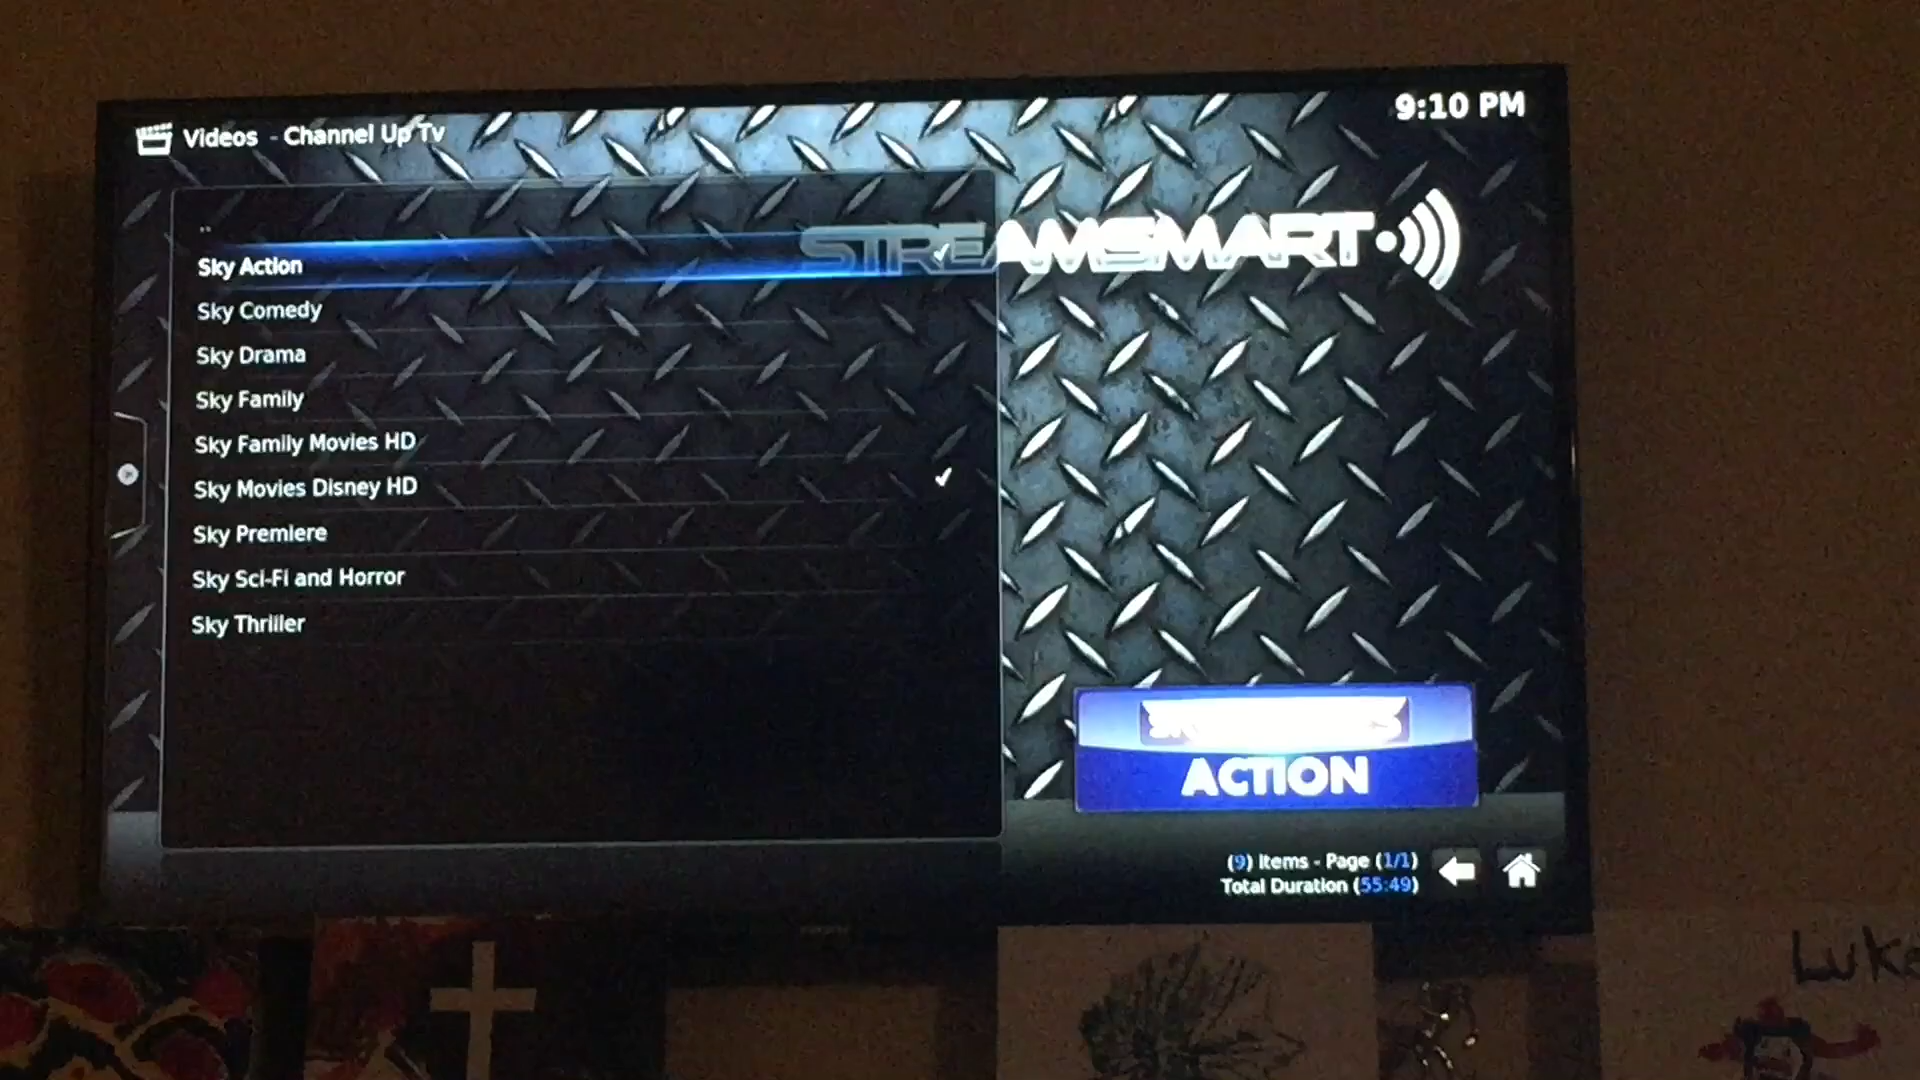 Videos - Channel Up Tv
9:10 PM
..
STREAMSMART
Sky Action
Sky Comedy
Sky Drama
Sky Family
Sky Family Movies HD
Sky Movies Disney HD
Sky Premiere
Sky Sci-Fi and Horror
Sky Thriller
ACTION
(9) Items - Page (1/1)
Total Duration (55:49)
Luke